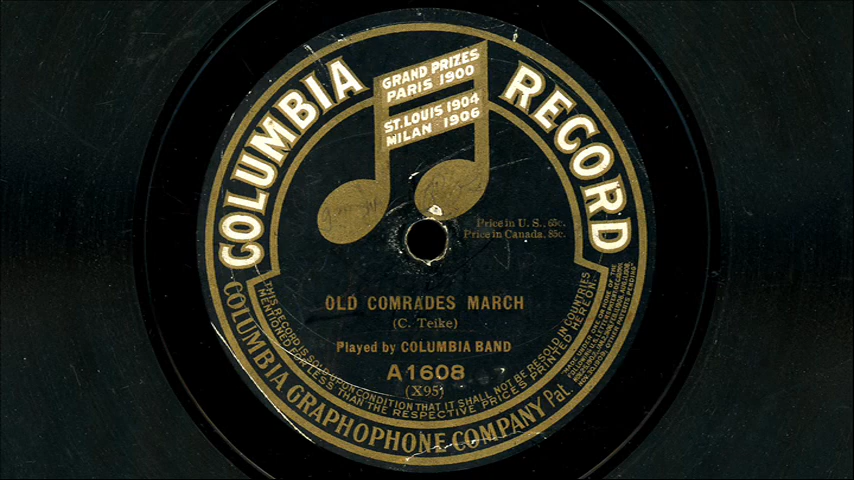 COLUMBIA RECORD
GRAND PRIZES
PARIS 1900
ST. LOUIS 1904
MILAN 1906
Price in U. S., 65c.
Price in Canada, 85c.
OLD COMRADES MARCH
(C. Teike)
Played by COLUMBIA BAND
A1608
(X95)
THIS RECORD IS SOLD UPON CONDITION THAT IT SHALL NOT BE RESOLD IN COUNTRIES
MENTIONED FOR LESS THAN THE RESPECTIVE PRICES PRINTED HEREON.
COLUMBIA GRAPHOPHONE COMPANY Pat.